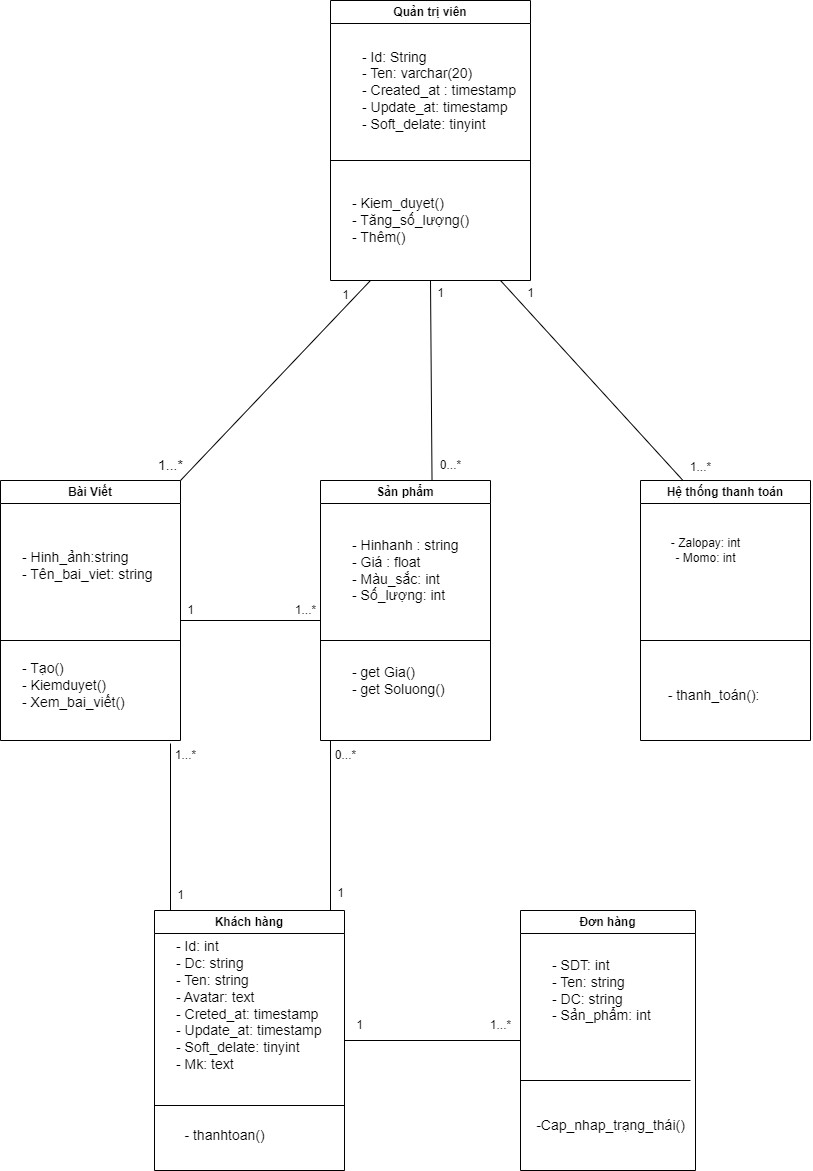 Quản trị viên
- Id: String
- Ten: varchar(20)
- Created_at : timestamp
- Update_at: timestamp
- Soft_delate: tinyint
- Kiem_duyet()
- Tăng_số_lượng()
- Thêm()
1
1
1
1...*
0...*
1...*
Bài Viết
- Hinh_ảnh:string
- Tên_bai_viet: string
- Tạo()
- Kiemduyet()
- Xem_bai_viết()
1
1...*
Sản phẩm
- Hinhanh : string
- Giá : float
- Màu_sắc: int
- Số_lượng: int
- get Gia()
- get Soluong()
Hệ thống thanh toán
- Zalopay: int
- Momo: int
- thanh_toán():
1...*
0...*
1
1
Khách hàng
- Id: int
- Dc: string
- Ten: string
- Avatar: text
- Creted_at: timestamp
- Update_at: timestamp
- Soft_delate: tinyint
- Mk: text
- thanhtoan()
1
1...*
Đơn hàng
- SDT: int
- Ten: string
- DC: string
- Sản_phẩm: int
-Cap_nhap_trạng_thái()